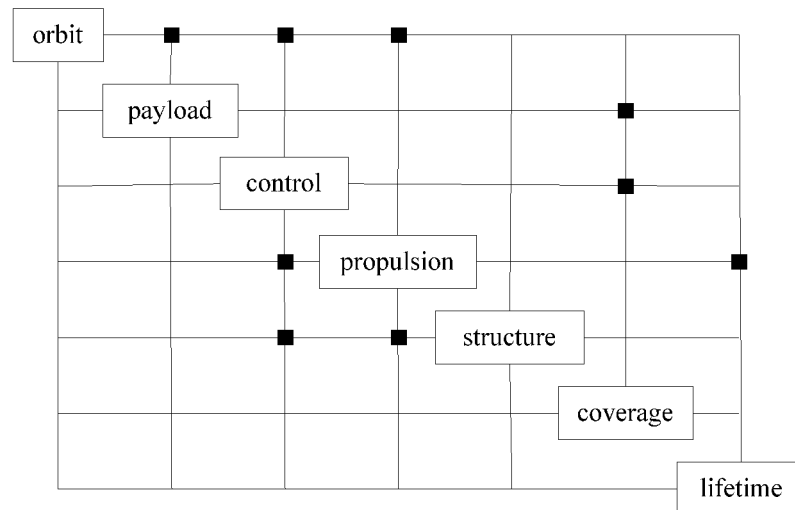 orbit
payload
control
propulsion
structure
coverage
lifetime